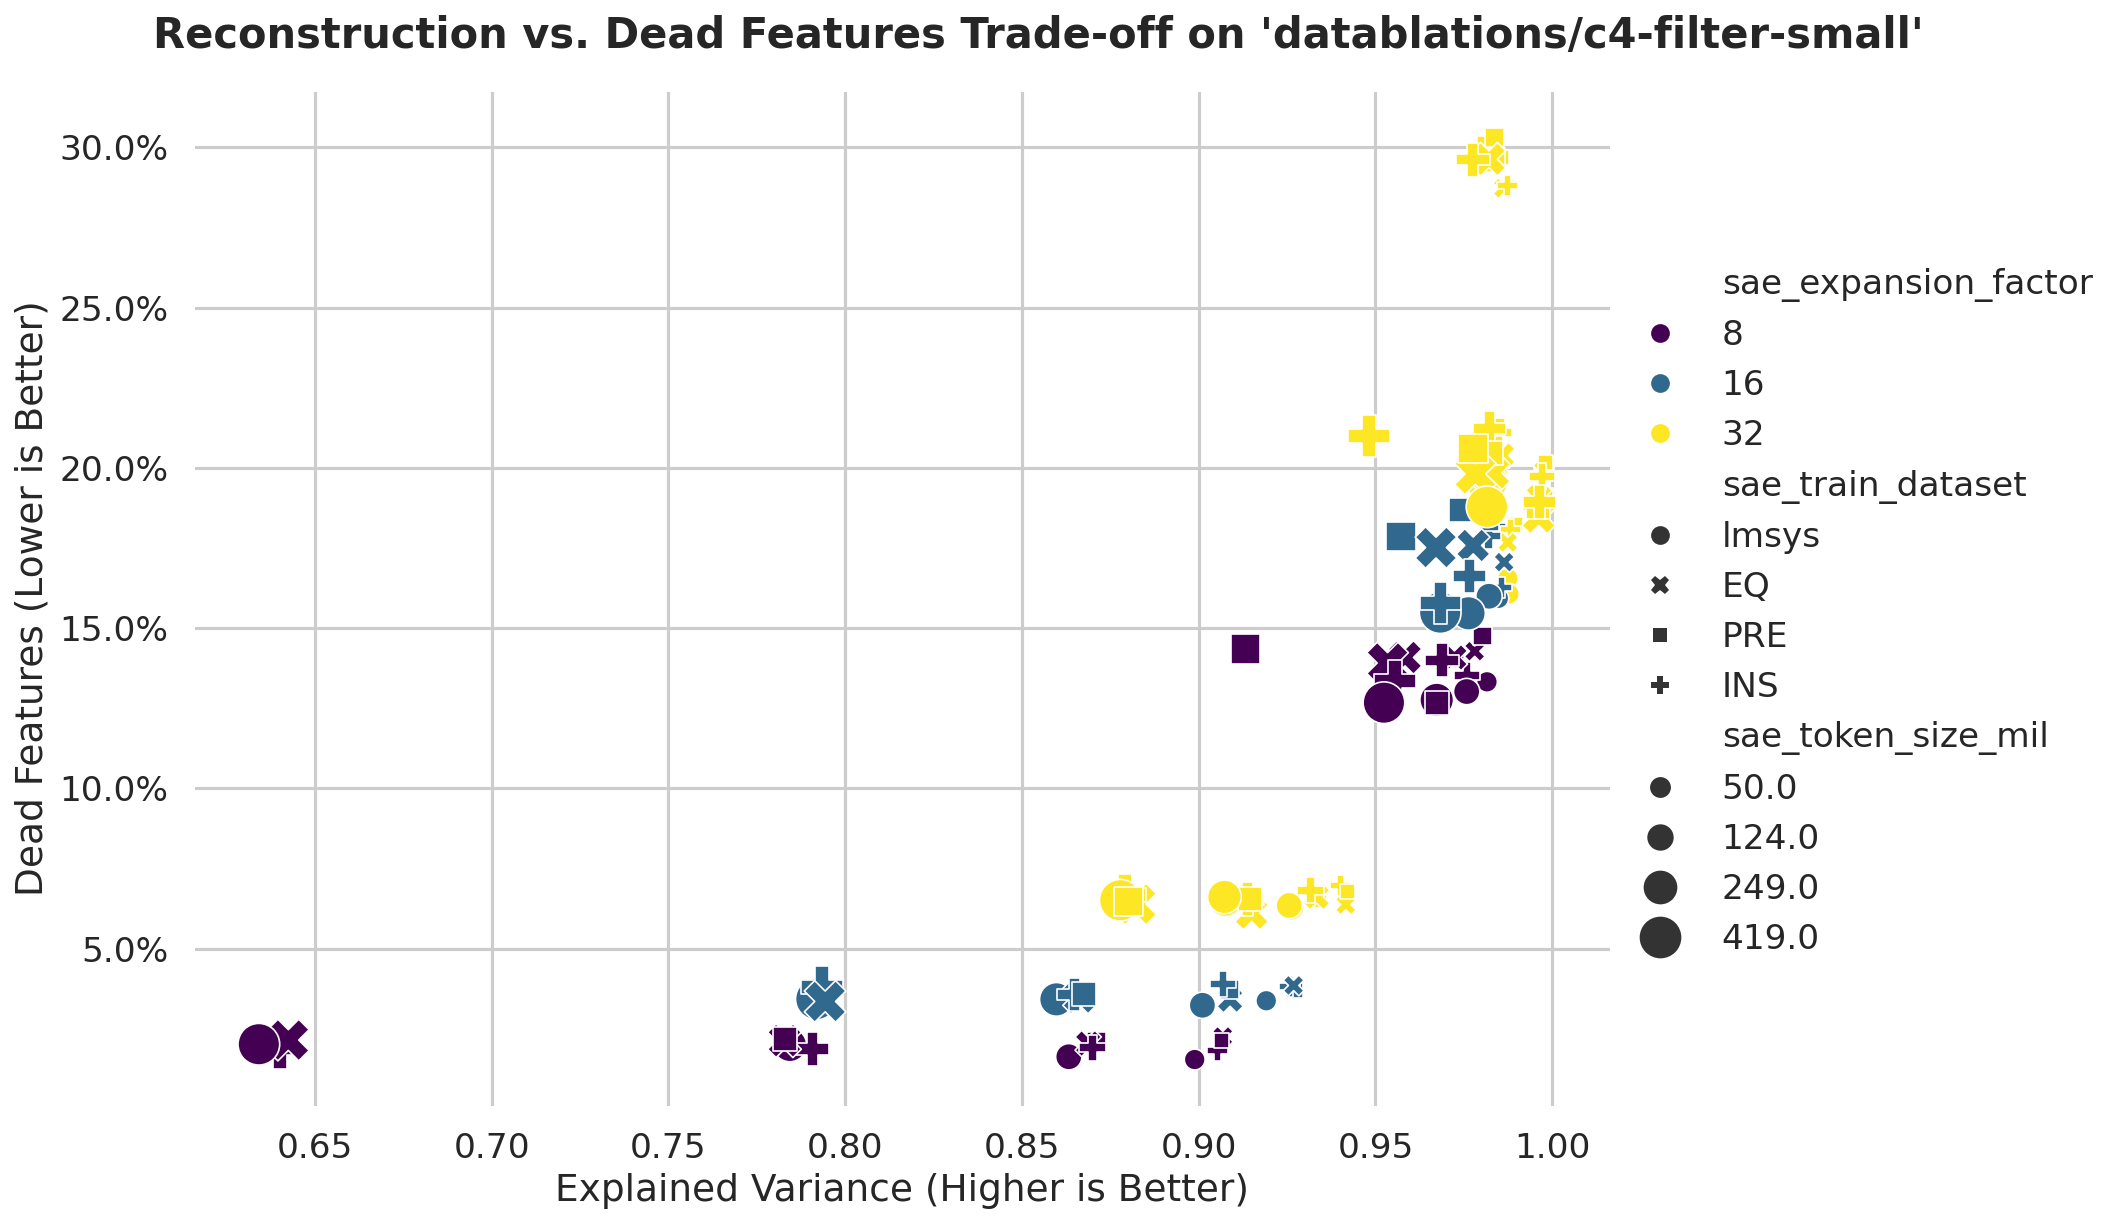 Reconstruction vs. Dead Features Trade-off on 'datablations/c4-filter-small'
30.0%
25.0%
20.0%
15.0%
10.0%
5.0%
Dead Features (Lower is Better)
0.65 0.70 0.75 0.80 0.85 0.90 0.95 1.00
Explained Variance (Higher is Better)
sae_expansion_factor
8
16
32
sae_train_dataset
lmsys
EQ
PRE
INS
sae_token_size_mil
50.0
124.0
249.0
419.0